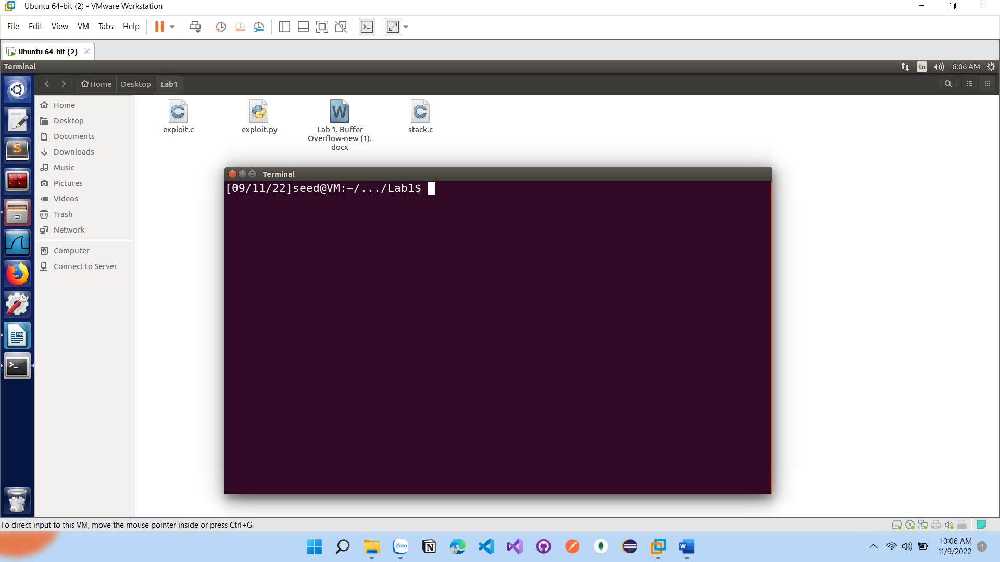 Ubuntu 64-bit (2) - VMware Workstation
File Edit View VM Tabs Help
Ubuntu 64-bit (2)
Terminal
En 6:06 AM
Home Desktop Lab1
Home
Desktop
Documents
Downloads
Music
Pictures
Videos
Trash
Network
Computer
Connect to Server
exploit.c
exploit.py
Lab 1. Buffer
Overflow-new (1).
docx
stack.c
Terminal
[09/11/22]seed@VM:~/.../Lab1$
To direct input to this VM, move the mouse pointer inside or press Ctrl+G.
Zalo
10:06 AM
11/9/2022
1